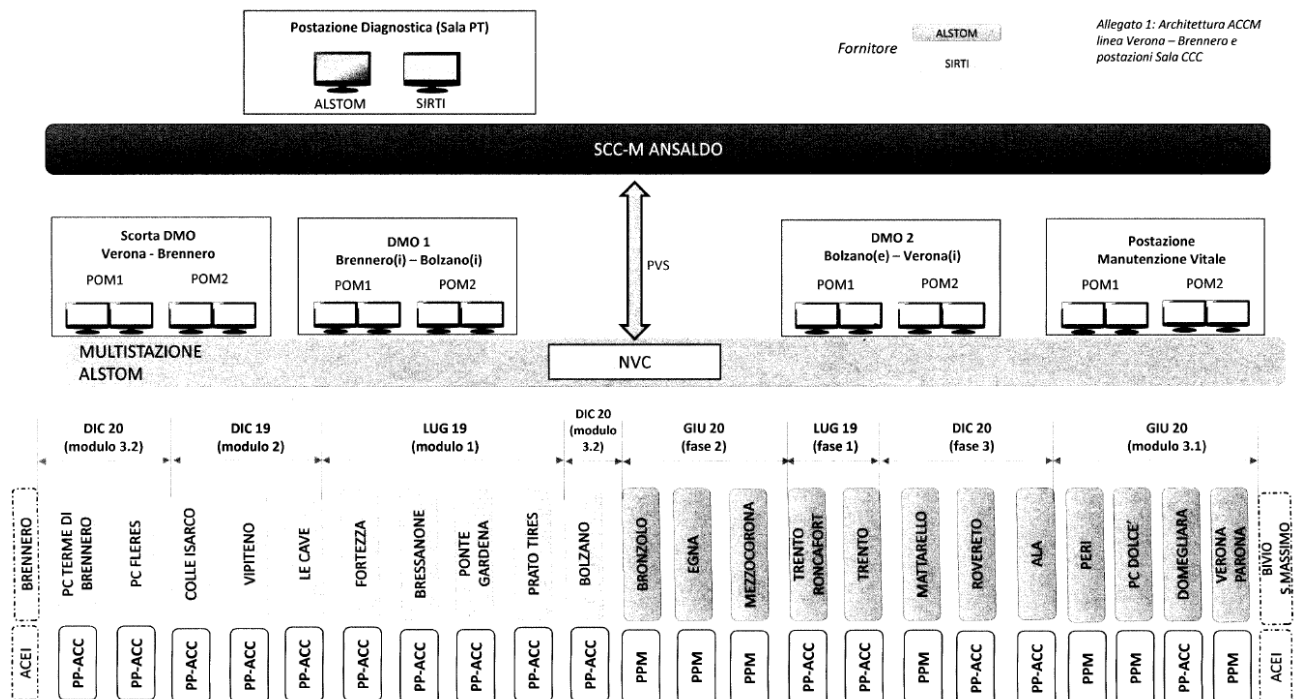 Postazione Diagnostica (Sala PT)
ALSTOM
SIRTI
Fornitore
ALSTOM
SIRTI
Allegato 1: Architettura ACCM
linea Verona – Brennero e
postazioni Sala CCC
SCC-M ANSALDO
Scorta DMO
Verona - Brennero
POM1
POM2
DMO 1
Brennero(i) – Bolzano(i)
POM1
POM2
PVS
DMO 2
Bolzano(e) – Verona(i)
POM1
POM2
Postazione
Manutenzione Vitale
POM1
POM2
MULTISTAZIONE
ALSTOM
NVC
DIC 20
(modulo 3.2)
DIC 19
(modulo 2)
LUG 19
(modulo 1)
DIC 20
(modulo
3.2)
GIU 20
(fase 2)
LUG 19
(fase 1)
DIC 20
(fase 3)
GIU 20
(modulo 3.1)
BRENNERO
PC TERME DI
BRENNERO
PC FLERES
COLLE ISARCO
VIPITENO
LE CAVE
FORTEZZA
BRESSANONE
PONTE
GARDENA
PRATO TIRES
BOLZANO
BRONZOLO
EGNA
MEZZOCORONA
TRENTO
RONCAFORT
TRENTO
MATTARELLO
ROVERETO
ALA
PERI
PC DOLCE'
DOMEGLIARA
VERONA
PARONA
BIVIO
S.MASSIMO
ACEI
PP-ACC
PP-ACC
PP-ACC
PP-ACC
PP-ACC
PP-ACC
PP-ACC
PP-ACC
PP-ACC
PP-ACC
PPM
PPM
PPM
PP-ACC
PP-ACC
PPM
PP-ACC
PP-ACC
PPM
PPM
PP-ACC
PPM
ACEI